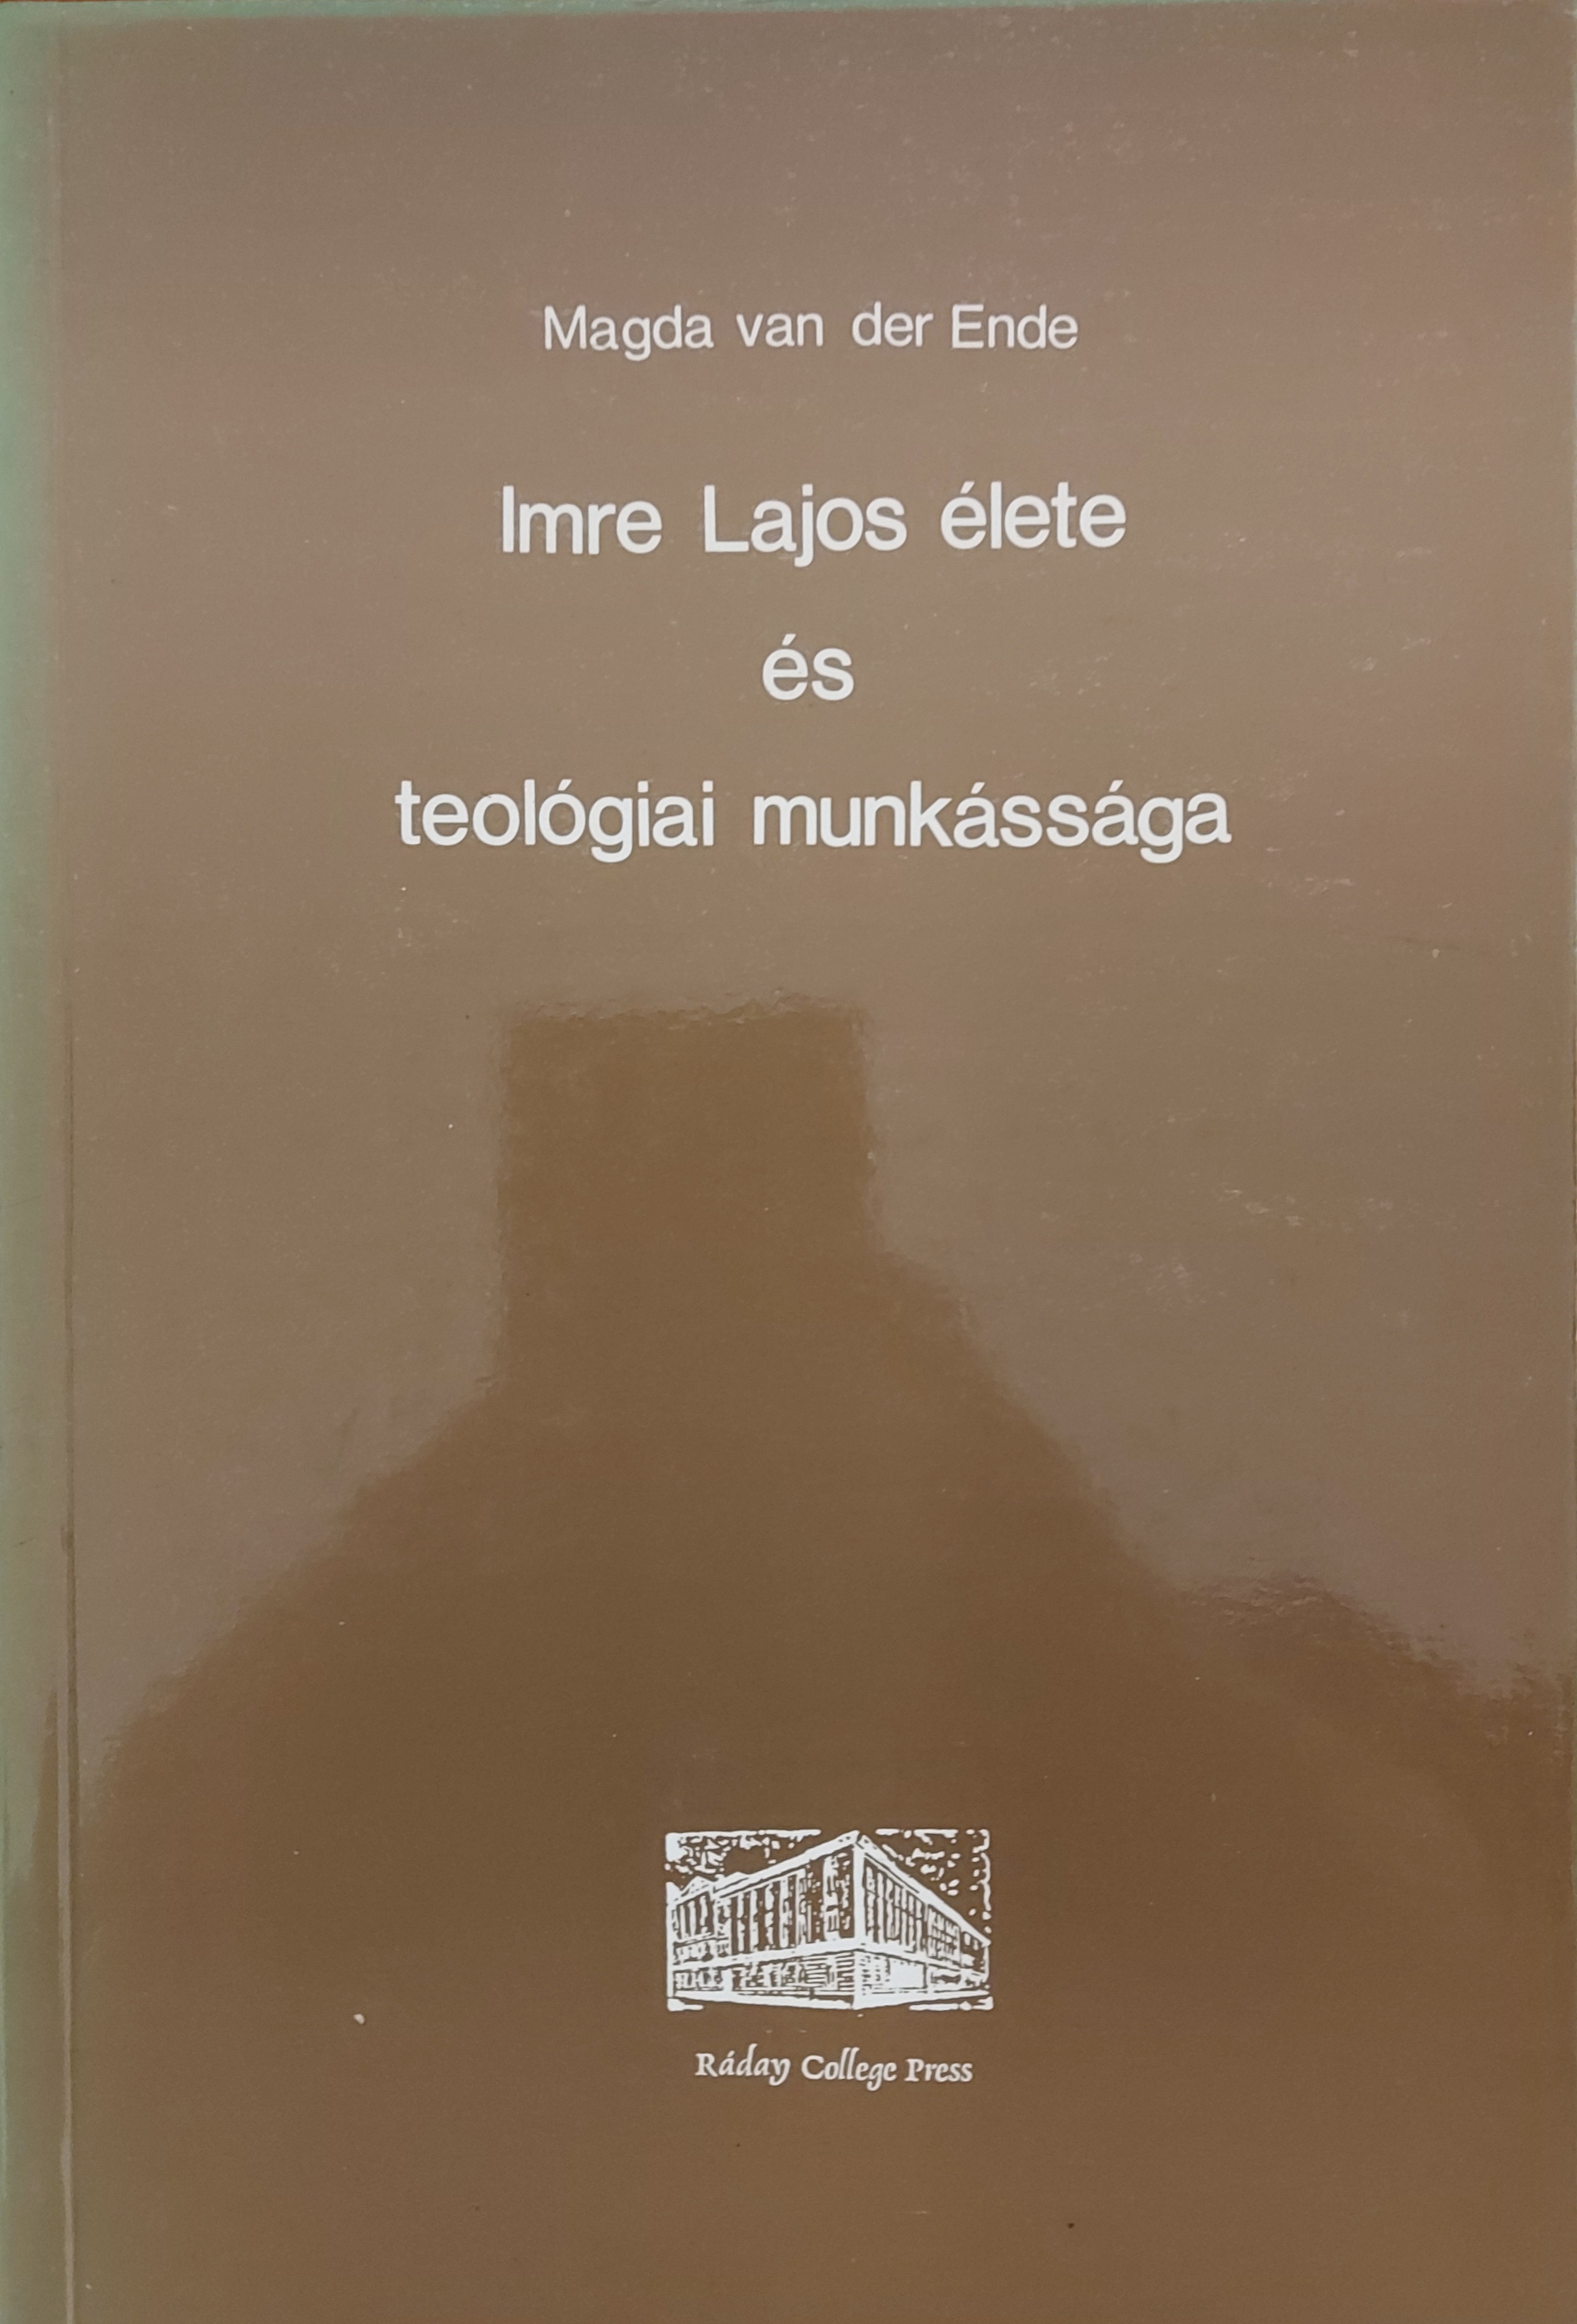 Magda van der Ende
Imre Lajos élete
és
teológiai munkássága
Ráday College Press